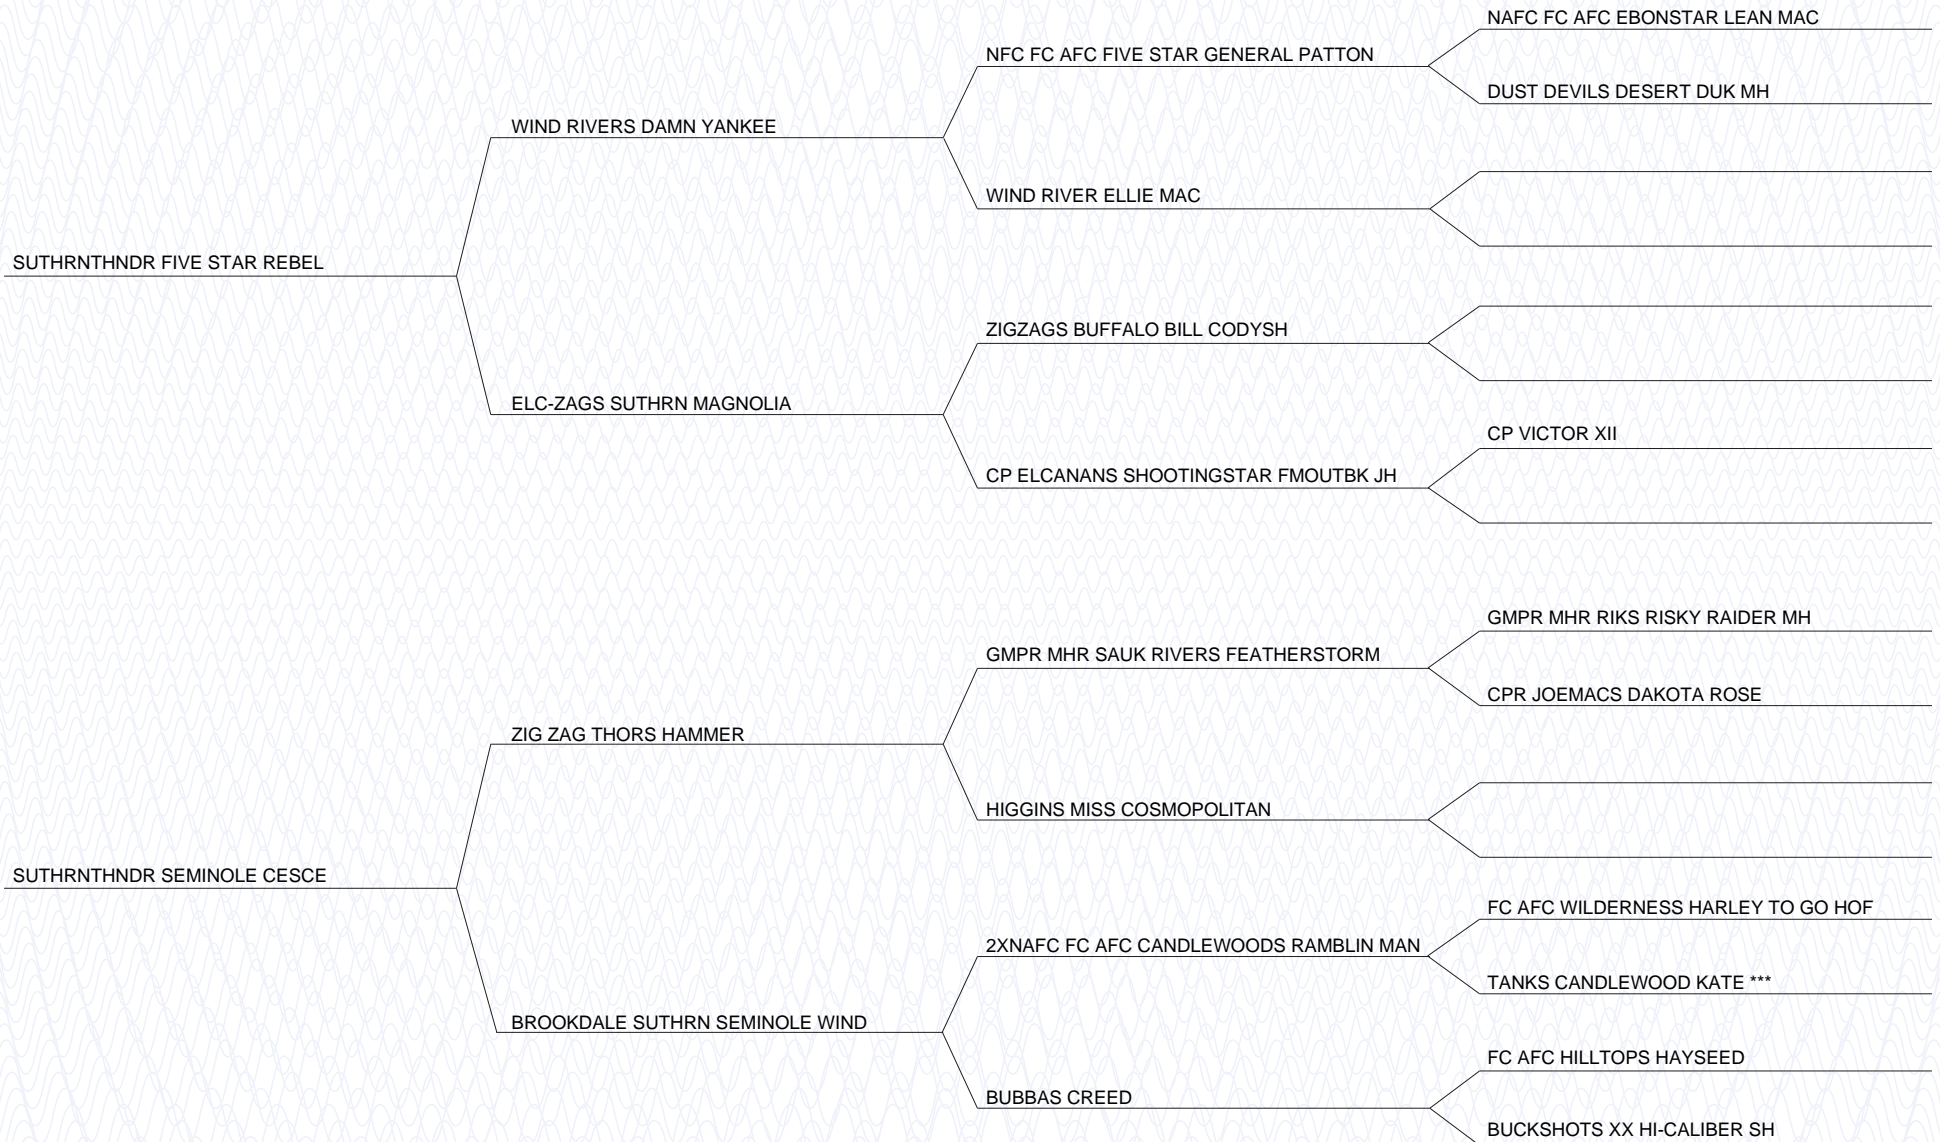 NAFC FC AFC EBONSTAR LEAN MAC
NFC FC AFC FIVE STAR GENERAL PATTON
DUST DEVILS DESERT DUK MH
WIND RIVERS DAMN YANKEE
WIND RIVER ELLIE MAC
SUTHRNTHNDR FIVE STAR REBEL
ZIGZAGS BUFFALO BILL CODYSH
ELC-ZAGS SUTHRN MAGNOLIA
CP VICTOR XII
CP ELCANANS SHOOTINGSTAR FMOUTBK JH
GMPR MHR RIKS RISKY RAIDER MH
GMPR MHR SAUK RIVERS FEATHERSTORM
CPR JOEMACS DAKOTA ROSE
ZIG ZAG THORS HAMMER
HIGGINS MISS COSMOPOLITAN
SUTHRNTHNDR SEMINOLE CESCE
FC AFC WILDERNESS HARLEY TO GO HOF
2XNAFC FC AFC CANDLEWOODS RAMBLIN MAN
TANKS CANDLEWOOD KATE ***
BROOKDALE SUTHRN SEMINOLE WIND
FC AFC HILLTOPS HAYSEED
BUBBAS CREED
BUCKSHOTS XX HI-CALIBER SH